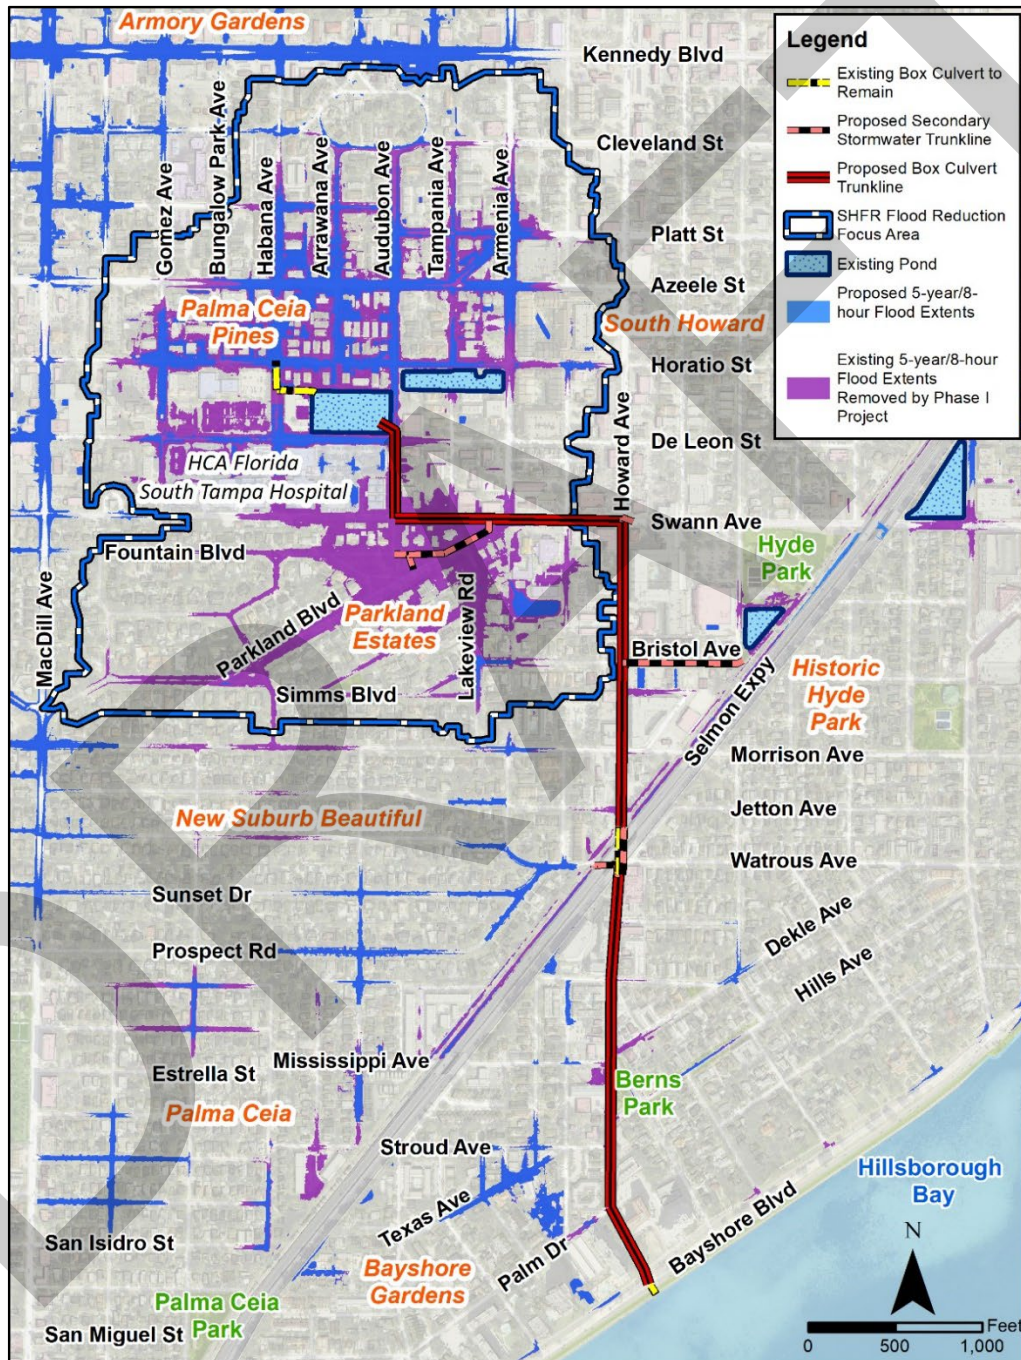 Armory Gardens
Kennedy Blvd
Cleveland St
Platt St
Azeele St
Horatio St
De Leon St
Swann Ave
Gomez Ave
Bungalow Park Ave
Habana Ave
Arrawana Ave
Audubon Ave
Tampania Ave
Armenia Ave
Palma Ceia
Pines
South Howard
Howard Ave
HCA Florida
South Tampa Hospital
Fountain Blvd
MacDill Ave
Parkland Blvd
Parkland
Estates
Lakeview Rd
Simms Blvd
Hyde
Park
Bristol Ave
Selmon Expy
Historic
Hyde
Park
Morrison Ave
Jetton Ave
Watrous Ave
New Suburb Beautiful
Sunset Dr
Prospect Rd
Dekle Ave
Hills Ave
Mississippi Ave
Estrella St
Palma Ceia
Berns
Park
Stroud Ave
Texas Ave
Palm Dr
Bayshore Blvd
Hillsborough
Bay
San Isidro St
Bayshore
Gardens
Palma Ceia
Park
San Miguel St
Legend
Existing Box Culvert to
Remain
Proposed Secondary
Stormwater Trunkline
Proposed Box Culvert
Trunkline
SHFR Flood Reduction
Focus Area
Existing Pond
Proposed 5-year/8-
hour Flood Extents
Existing 5-year/8-hour
Flood Extents
Removed by Phase I
Project
N
Feet
0 500 1,000
DRAFT